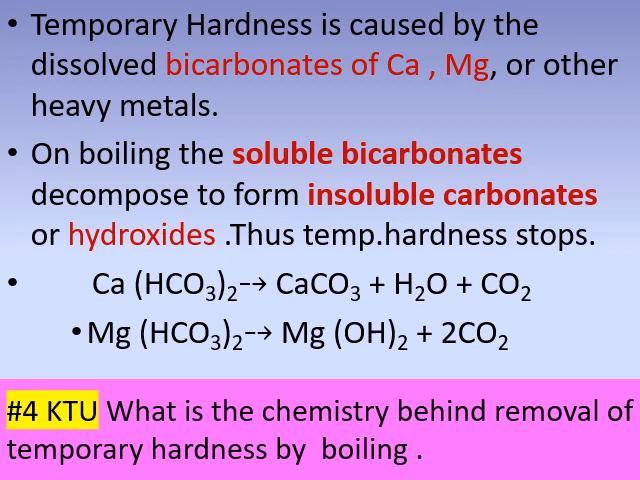 • Temporary Hardness is caused by the
dissolved bicarbonates of Ca , Mg, or other
heavy metals.
• On boiling the soluble bicarbonates
decompose to form insoluble carbonates
or hydroxides .Thus temp.hardness stops.
• Ca (HCO₃)₂-→ CaCO₃ + H₂O + CO₂
• Mg (HCO₃)₂-→ Mg (OH)₂ + 2CO₂
#4 KTU What is the chemistry behind removal of
temporary hardness by boiling .